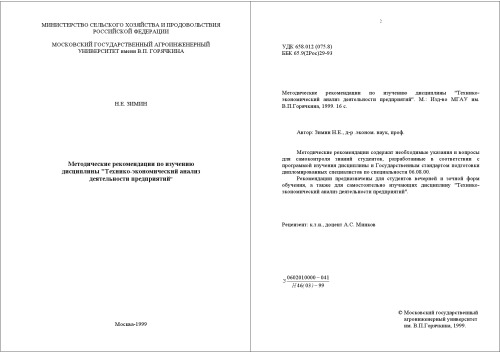 МИНИСТЕРСТВО СЕЛЬСКОГО ХОЗЯЙСТВА И ПРОДОВОЛЬСТВИЯ
РОССИЙСКОЙ ФЕДЕРАЦИИ
МОСКОВСКИЙ ГОСУДАРСТВЕННЫЙ АГРОИНЖЕНЕРНЫЙ
УНИВЕРСИТЕТ имени В.П. ГОРЯЧКИНА
Н.Е. ЗИМИН
Методические рекомендации по изучению
дисциплины "Технико-экономический анализ
деятельности предприятий"
Москва-1999
2
УДК 658.012 (075.8)
ББК 65.9(2Рос)29-93
Методические рекомендации по изучению дисциплины "Технико-
экономический анализ деятельности предприятий". М.: Изд-во МГАУ им.
В.П.Горячкина, 1999. 16 с.
Автор: Зимин Н.Е., д-р. эконом. наук, проф.
Методические рекомендации содержат необходимые указания и вопросы
для самоконтроля знаний студентов, разработанные в соответствии с
программой изучения дисциплины и Государственным стандартом подготовки
дипломированных специалистов по специальности 06.08.00.
Рекомендации предназначены для студентов вечерней и заочной форм
обучения, а также для самостоятельно изучающих дисциплину "Технико-
экономический анализ деятельности предприятий".
Рецензент: к.э.н., доцент А.С. Минков
0602010000 – 041
46( 03) – 99
© Московский государственный
агроинженерный университет
им. В.П.Горячкина, 1999.